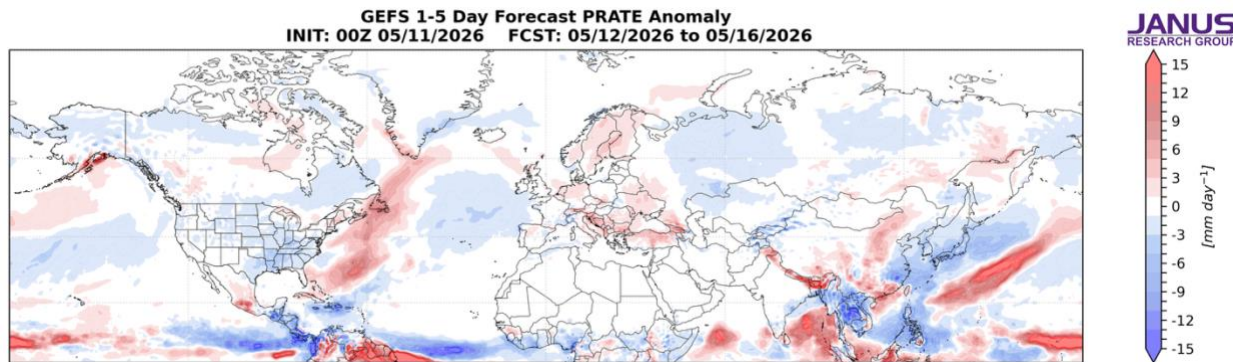 GEFS 1-5 Day Forecast PRATE Anomaly
INIT: 00Z 05/11/2026 FCST: 05/12/2026 to 05/16/2026
JANUS
RESEARCH GROUP
15
12
9
6
3
0
-3
-6
-9
-12
-15
[mm day⁻¹]